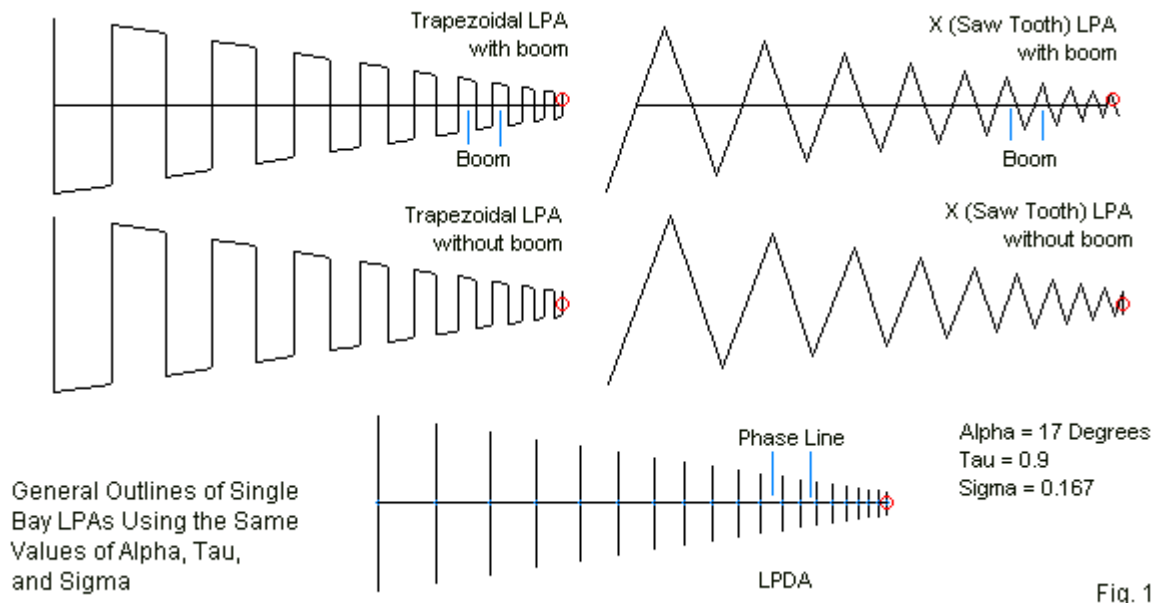 Trapezoidal LPA
with boom
Boom
X (Saw Tooth) LPA
with boom
Boom
Trapezoidal LPA
without boom
X (Saw Tooth) LPA
without boom
General Outlines of Single
Bay LPAs Using the Same
Values of Alpha, Tau,
and Sigma
Phase Line
LPDA
Alpha = 17 Degrees
Tau = 0.9
Sigma = 0.167
Fig. 1